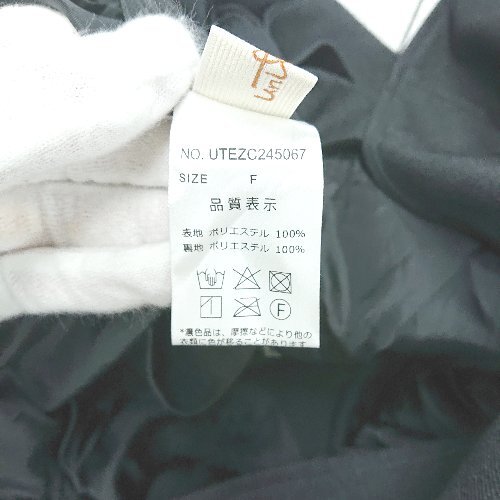 NO. UTEZC245067
SIZE F
品質表示
表地 ポリエステル 100%
裏地 ポリエステル 100%
F
*濃色品は、摩擦などにより他の
衣類に色が移ることがあります